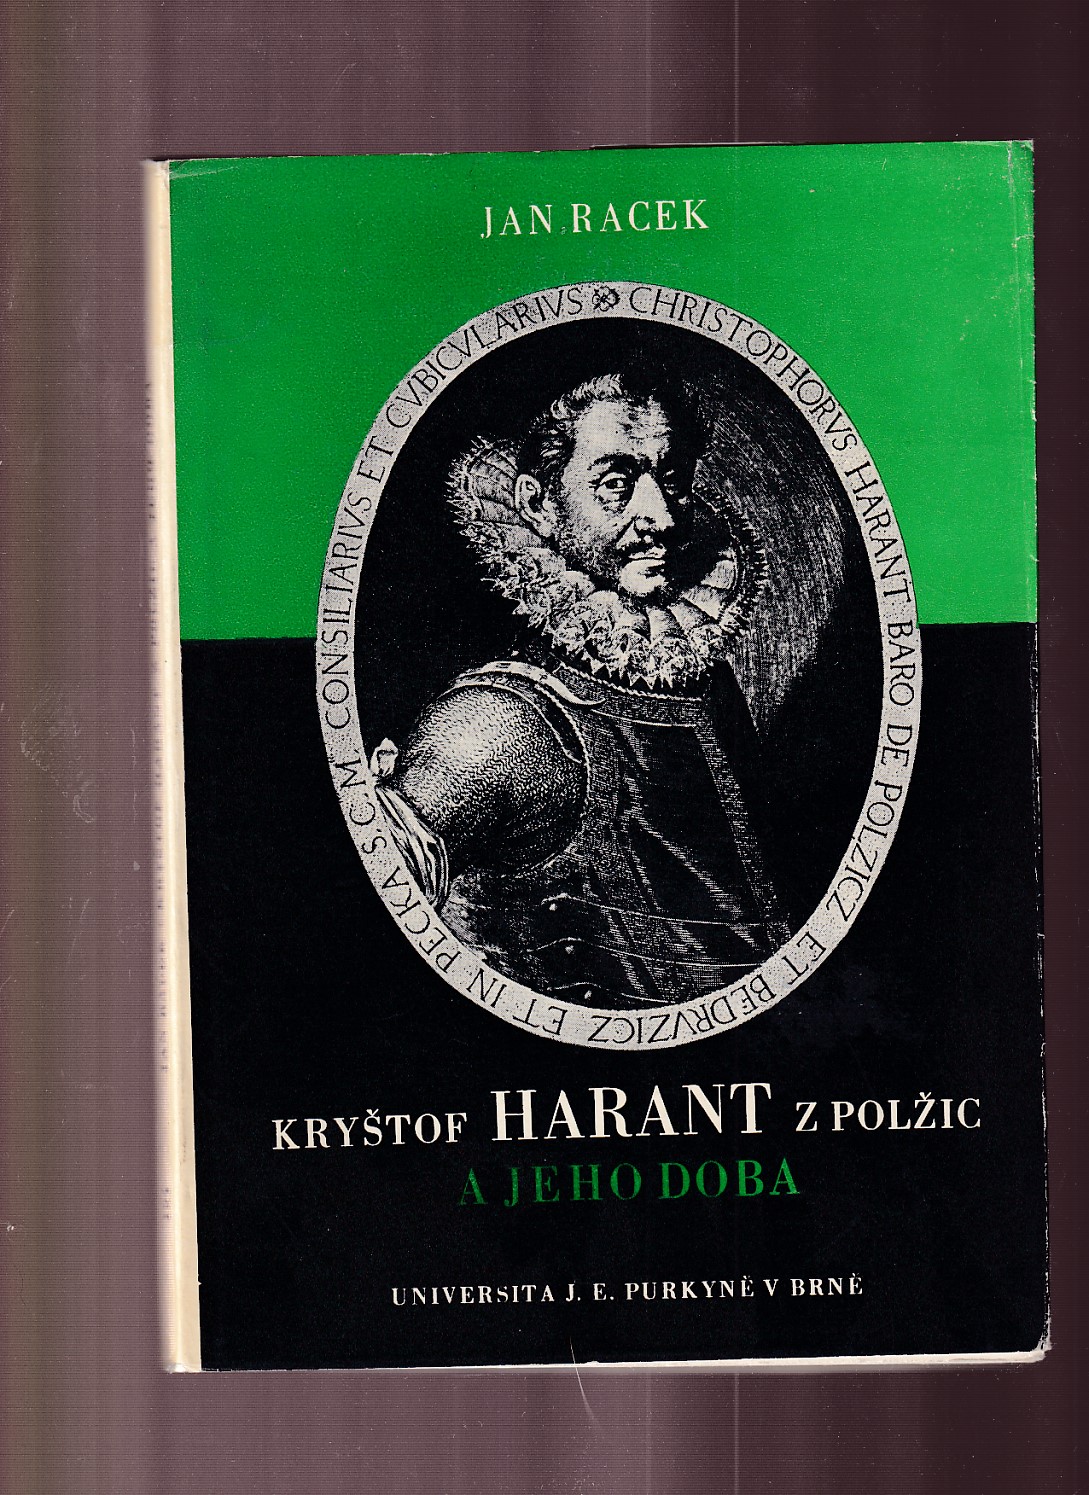 JAN RACEK
CHRISTOPHORVS HARANT BARO DE POLZICZ ET BEDRVZICZ ET IN PECKA S.C.M. CONSILIARIVS ET CVBICVLARIVS
KRYŠTOF HARANT Z POLŽIC
A JEHO DOBA
UNIVERSITA J. E. PURKYNĚ V BRNĚ